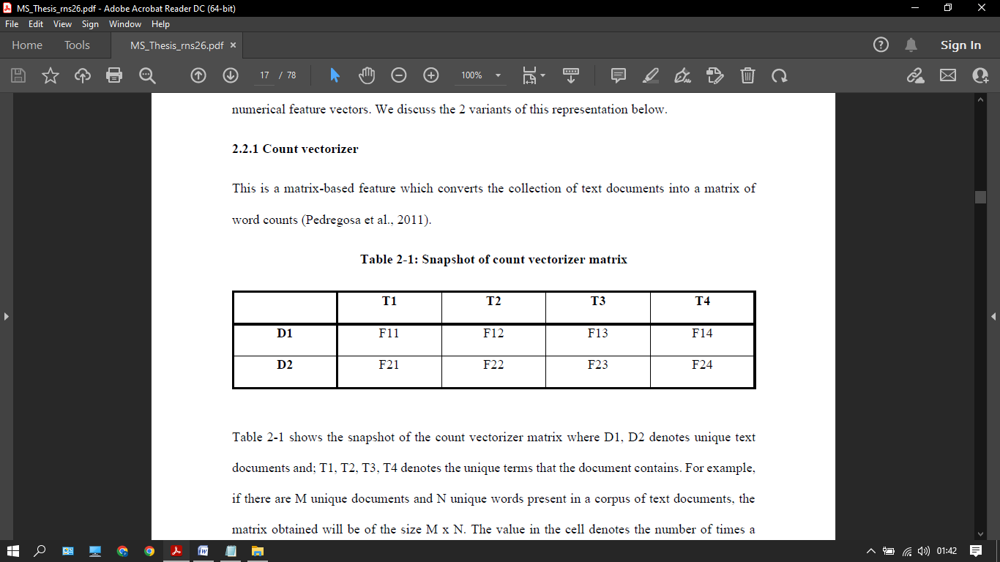 MS_Thesis_rns26.pdf - Adobe Acrobat Reader DC (64-bit)
File Edit View Sign Window Help
Home Tools MS_Thesis_rns26.pdf × Sign In
17 / 78 100%
numerical feature vectors. We discuss the 2 variants of this representation below.
2.2.1 Count vectorizer
This is a matrix-based feature which converts the collection of text documents into a matrix of
word counts (Pedregosa et al., 2011).
Table 2-1: Snapshot of count vectorizer matrix
T1 T2 T3 T4
D1 F11 F12 F13 F14
D2 F21 F22 F23 F24
Table 2-1 shows the snapshot of the count vectorizer matrix where D1, D2 denotes unique text
documents and; T1, T2, T3, T4 denotes the unique terms that the document contains. For example,
if there are M unique documents and N unique words present in a corpus of text documents, the
matrix obtained will be of the size M x N. The value in the cell denotes the number of times a
01:42